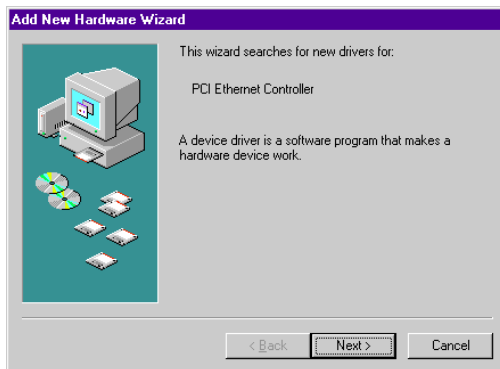 Add New Hardware Wizard
This wizard searches for new drivers for:
PCI Ethernet Controller
A device driver is a software program that makes a
hardware device work.
< Back
Next >
Cancel